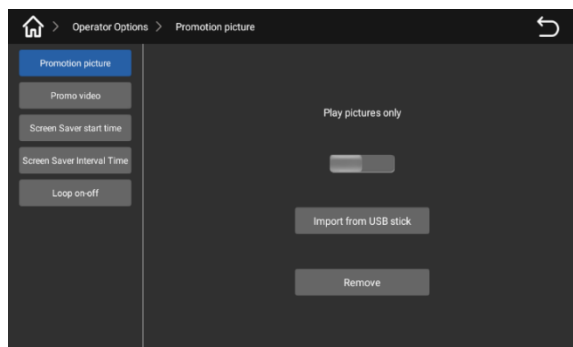 > Operator Options > Promotion picture
Promotion picture
Promo video
Screen Saver start time
Screen Saver Interval Time
Loop on-off
Play pictures only
Import from USB stick
Remove